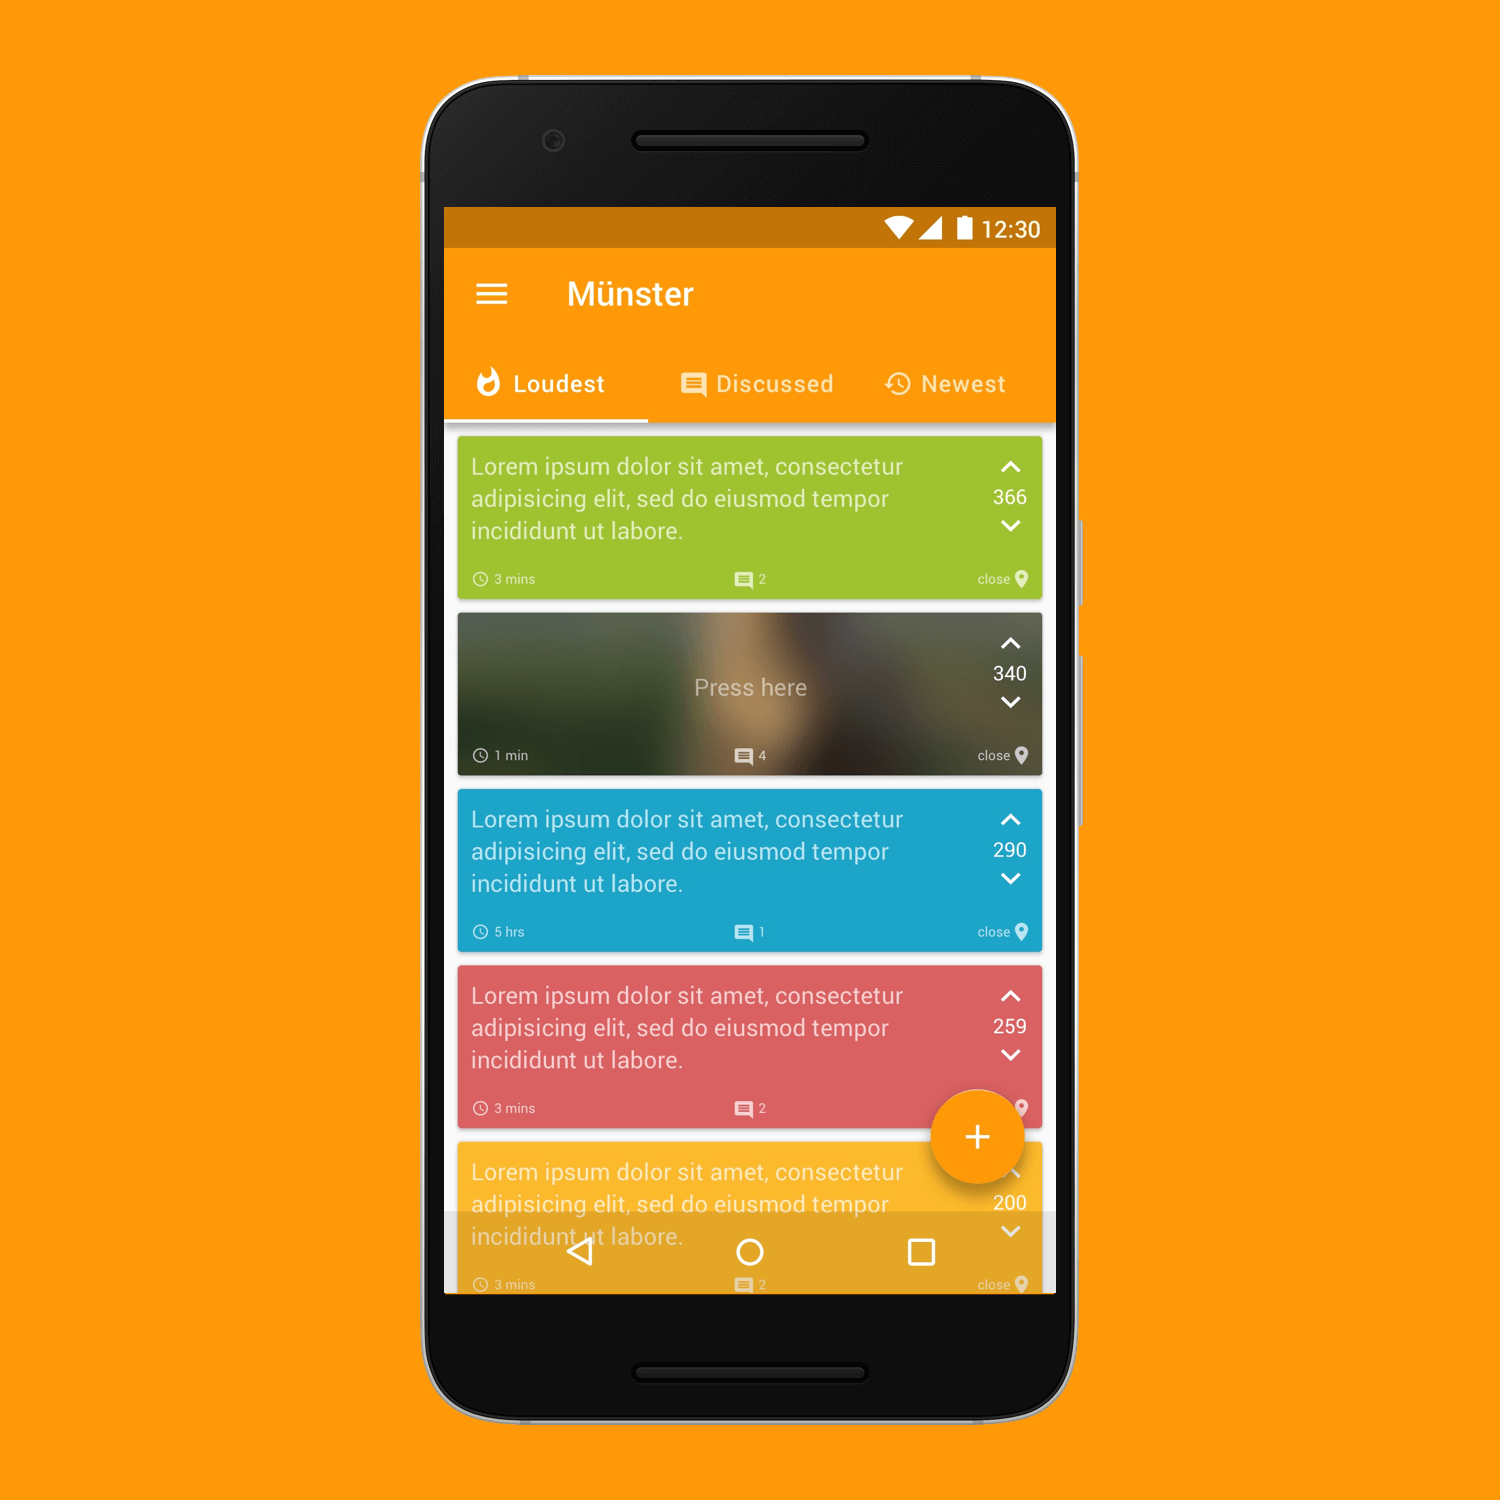 12:30
Münster
Loudest Discussed Newest
Lorem ipsum dolor sit amet, consectetur
adipisicing elit, sed do eiusmod tempor
incididunt ut labore.
366
3 mins 2 close
Press here
340
1 min 4 close
Lorem ipsum dolor sit amet, consectetur
adipisicing elit, sed do eiusmod tempor
incididunt ut labore.
290
5 hrs 1 close
Lorem ipsum dolor sit amet, consectetur
adipisicing elit, sed do eiusmod tempor
incididunt ut labore.
259
3 mins 2
+
Lorem ipsum dolor sit amet, consectetur
adipisicing elit, sed do eiusmod tempor
incididunt ut labore.
200
3 mins 2 close